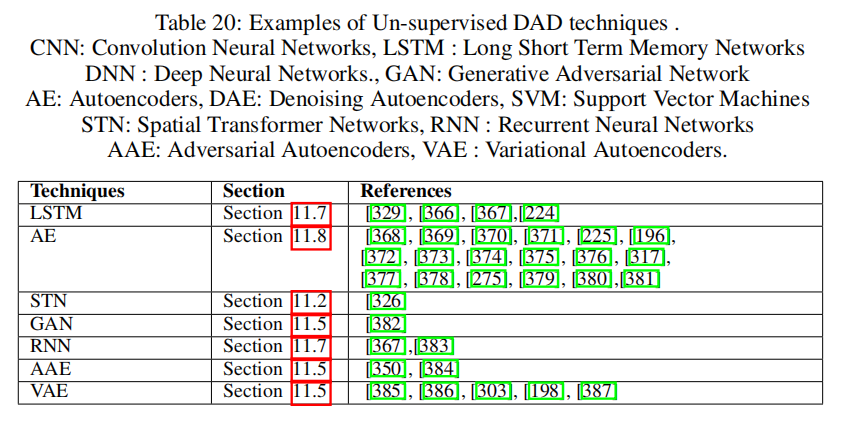 Table 20: Examples of Un-supervised DAD techniques .
CNN: Convolution Neural Networks, LSTM : Long Short Term Memory Networks
DNN : Deep Neural Networks., GAN: Generative Adversarial Network
AE: Autoencoders, DAE: Denoising Autoencoders, SVM: Support Vector Machines
STN: Spatial Transformer Networks, RNN : Recurrent Neural Networks
AAE: Adversarial Autoencoders, VAE : Variational Autoencoders.
Techniques Section References
LSTM Section 11.7 [329], [366], [367],[224]
AE Section 11.8 [368], [369], [370], [371], [225], [196],
[372], [373], [374], [375], [376], [317],
[377], [378], [275], [379], [380],[381]
STN Section 11.2 [326]
GAN Section 11.5 [382]
RNN Section 11.7 [367],[383]
AAE Section 11.5 [350], [384]
VAE Section 11.5 [385], [386], [303], [198], [387]